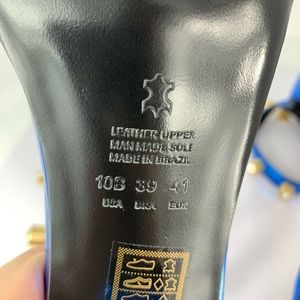 LEATHER UPPER
MAN MADE SOLE
MADE IN BRAZIL
10B 39 41
USA BRA EUR